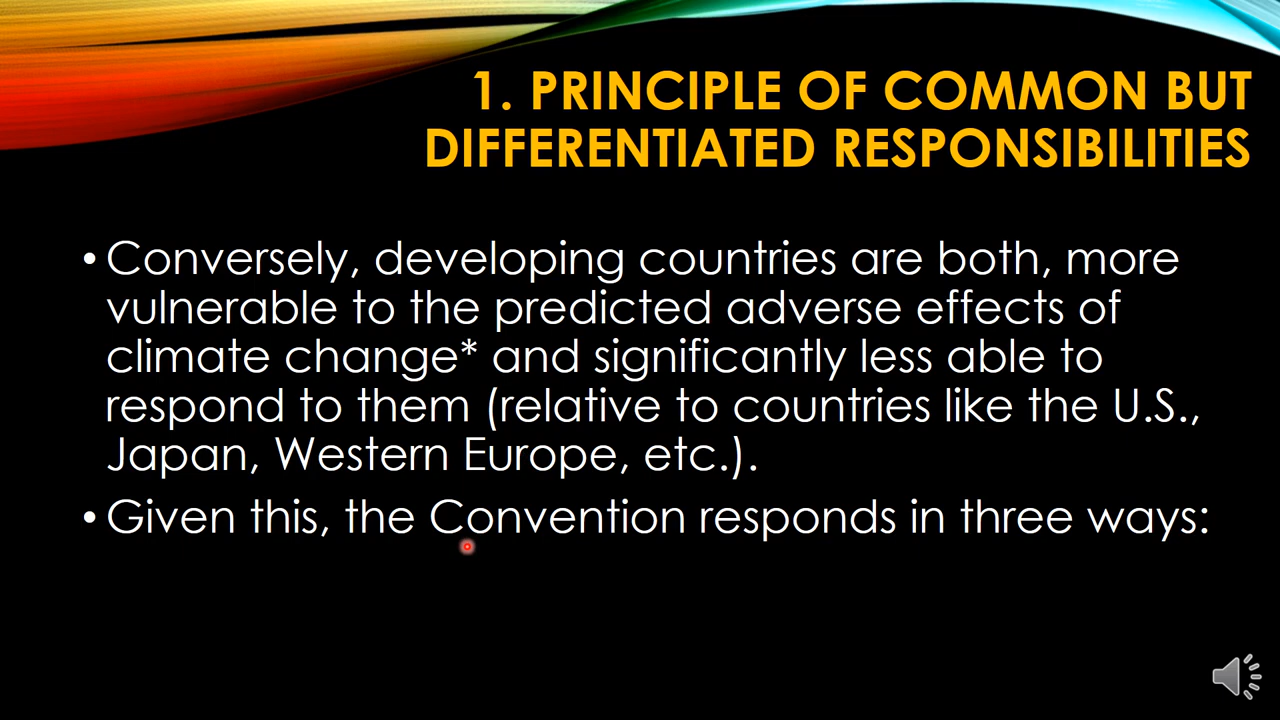 1. PRINCIPLE OF COMMON BUT
DIFFERENTIATED RESPONSIBILITIES
• Conversely, developing countries are both, more
vulnerable to the predicted adverse effects of
climate change* and significantly less able to
respond to them (relative to countries like the U.S.,
Japan, Western Europe, etc.).
• Given this, the Convention responds in three ways: